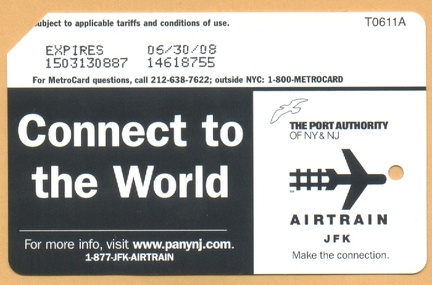 subject to applicable tariffs and conditions of use.
T0611A
EXPIRES 06/30/08
1503130887 14618755
For MetroCard questions, call 212-638-7622; outside NYC: 1-800-METROCARD
Connect to
the World
For more info, visit www.panynj.com.
1-877-JFK-AIRTRAIN
THE PORT AUTHORITY
OF NY & NJ
AIRTRAIN
JFK
Make the connection.